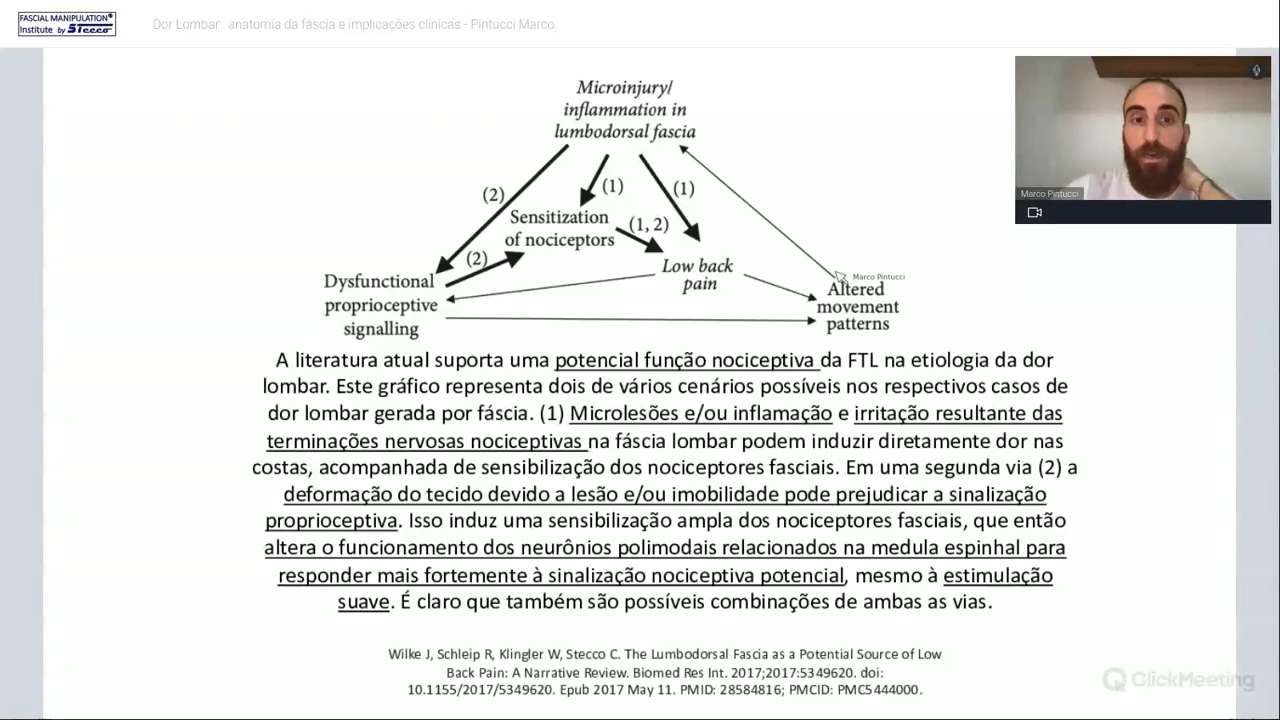 FASCIAL MANIPULATION®
Institute by Stecco
Dor Lombar : anatomia da fáscia e implicações clínicas - Pintucci Marco
Microinjury/
inflammation in
lumbodorsal fascia
(2)
(1)
(1)
Sensitization
of nociceptors
(1, 2)
(2)
Low back
pain
Dysfunctional
proprioceptive
signalling
Marco Pintucci
Altered
movement
patterns
Marco Pintucci
A literatura atual suporta uma potencial função nociceptiva da FTL na etiologia da dor
lombar. Este gráfico representa dois de vários cenários possíveis nos respectivos casos de
dor lombar gerada por fáscia. (1) Microlesões e/ou inflamação e irritação resultante das
terminações nervosas nociceptivas na fáscia lombar podem induzir diretamente dor nas
costas, acompanhada de sensibilização dos nociceptores fasciais. Em uma segunda via (2) a
deformação do tecido devido a lesão e/ou imobilidade pode prejudicar a sinalização
proprioceptiva. Isso induz uma sensibilização ampla dos nociceptores fasciais, que então
altera o funcionamento dos neurônios polimodais relacionados na medula espinhal para
responder mais fortemente à sinalização nociceptiva potencial, mesmo à estimulação
suave. É claro que também são possíveis combinações de ambas as vias.
Wilke J, Schleip R, Klingler W, Stecco C. The Lumbodorsal Fascia as a Potential Source of Low
Back Pain: A Narrative Review. Biomed Res Int. 2017;2017:5349620. doi:
10.1155/2017/5349620. Epub 2017 May 11. PMID: 28584816; PMCID: PMC5444000.
ClickMeeting